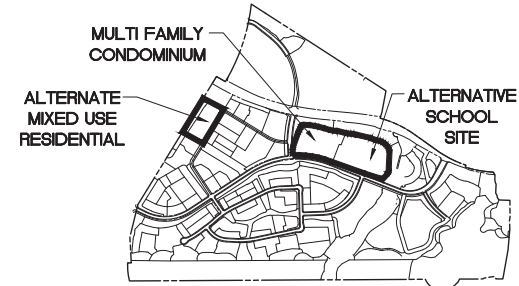 MULTI FAMILY
CONDOMINIUM
ALTERNATE
MIXED USE
RESIDENTIAL
ALTERNATIVE
SCHOOL
SITE